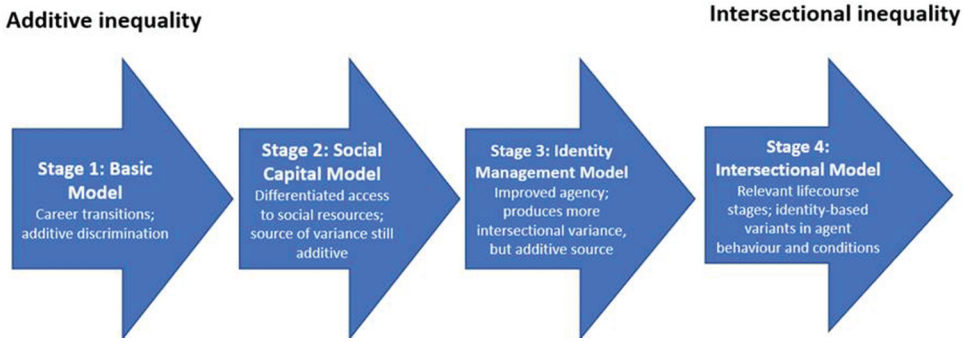 Additive inequality
Intersectional inequality
Stage 1: Basic
Model
Career transitions;
additive discrimination
Stage 2: Social
Capital Model
Differentiated access
to social resources;
source of variance still
additive
Stage 3: Identity
Management Model
Improved agency;
produces more
intersectional variance,
but additive source
Stage 4:
Intersectional Model
Relevant lifecourse
stages; identity-based
variants in agent
behaviour and conditions